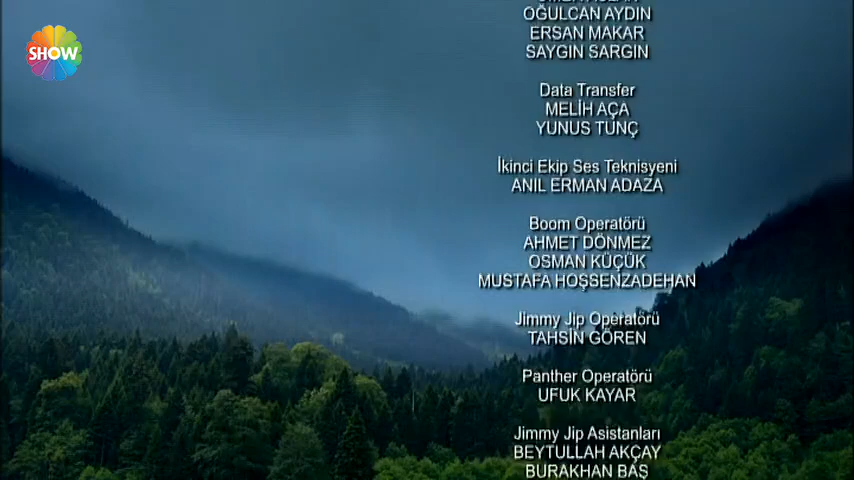 SHOW
OĞULCAN AYDIN
ERSAN MAKAR
SAYGIN SARGIN
Data Transfer
MELİH AÇA
YUNUS TUNÇ
İkinci Ekip Ses Teknisyeni
ANIL ERMAN ADAZA
Boom Operatörü
AHMET DÖNMEZ
OSMAN KÜÇÜK
MUSTAFA HOŞSENZADEHAN
Jimmy Jip Operatörü
TAHSİN GÖREN
Panther Operatörü
UFUK KAYAR
Jimmy Jip Asistanları
BEYTULLAH AKÇAY
BURAKHAN BAŞ